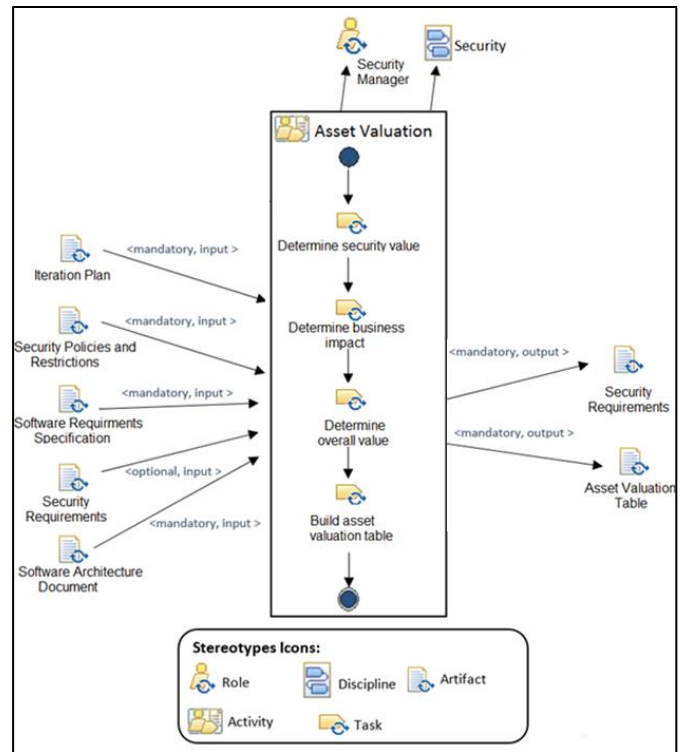 Security
Manager
Security
Asset Valuation
Determine security value
Determine business
impact
Determine
overall value
Build asset
valuation table
<mandatory, input >
Iteration Plan
<mandatory, input >
Security Policies and
Restrictions
<mandatory, input >
Software Requirments
Specification
<optional, input >
Security
Requirements
<mandatory, input >
Software Architecture
Document
<mandatory, output >
Security
Requirements
<mandatory, output >
Asset Valuation
Table
Stereotypes Icons:
Role
Discipline
Artifact
Activity
Task